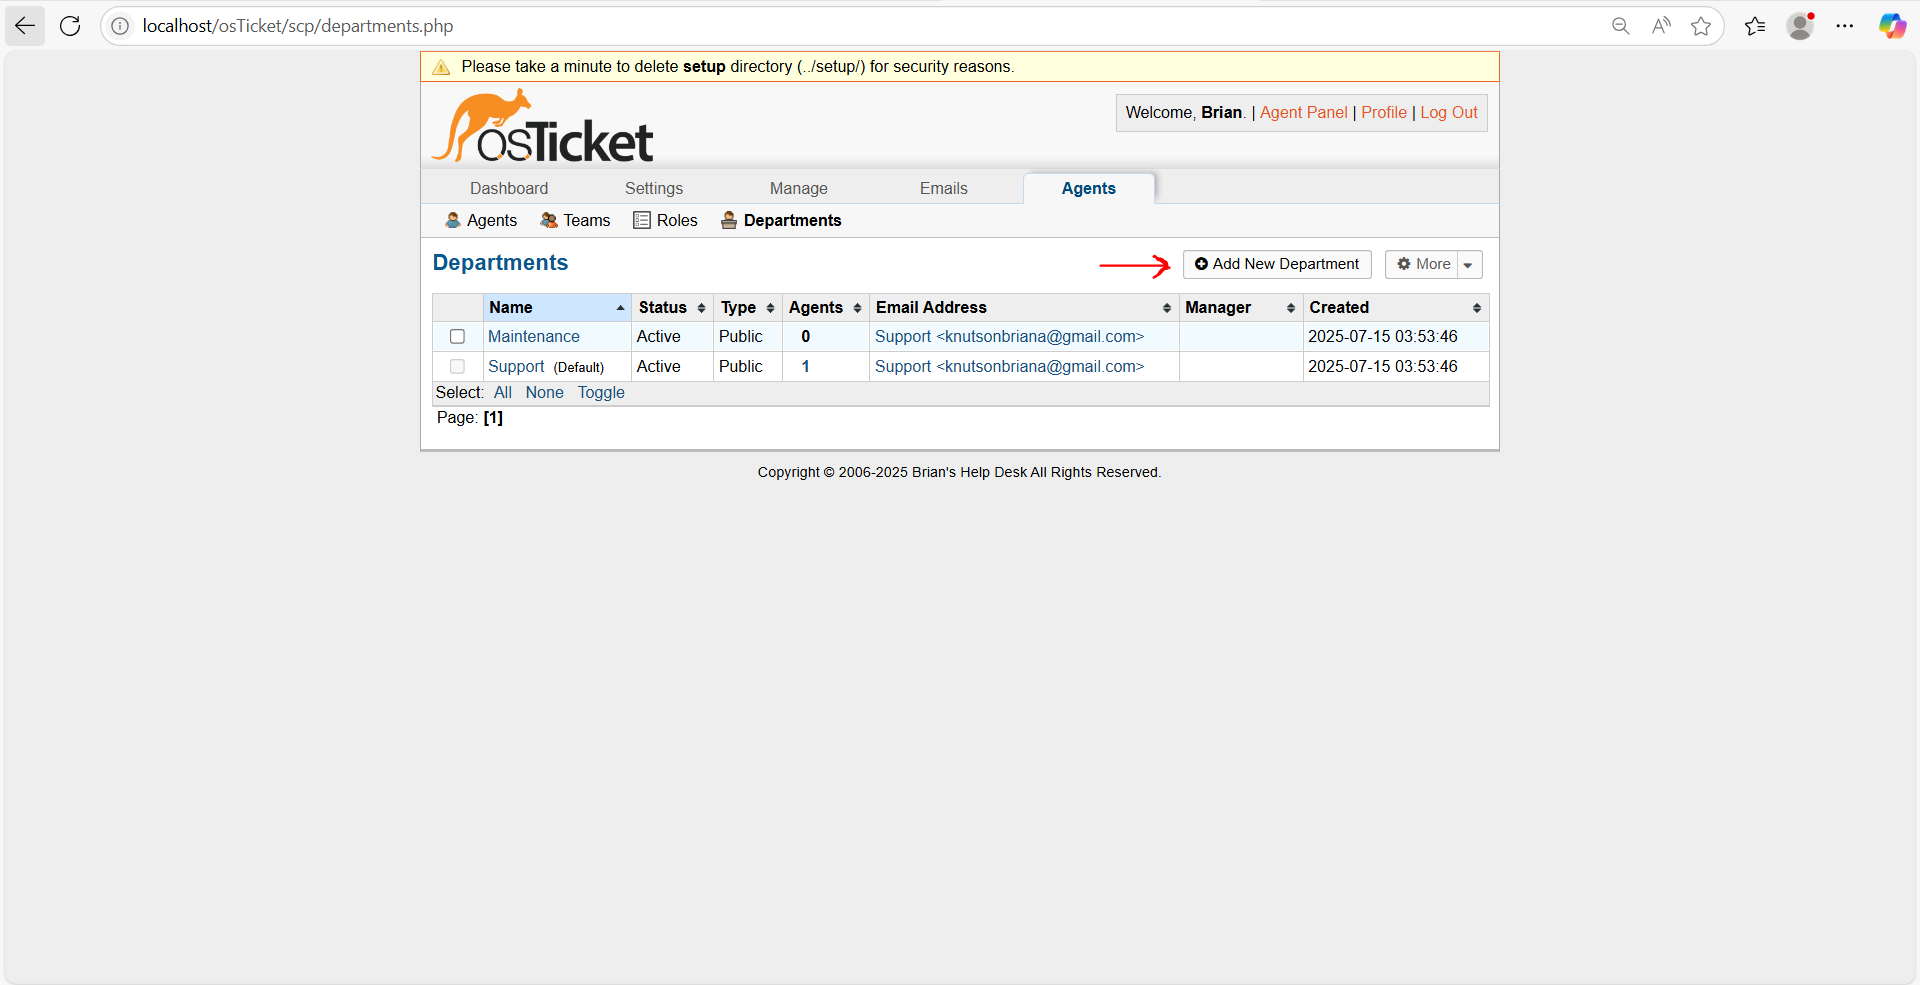 localhost/osTicket/scp/departments.php
Please take a minute to delete setup directory (../setup/) for security reasons.
osTicket
Welcome, Brian. | Agent Panel | Profile | Log Out
Dashboard Settings Manage Emails Agents
Agents Teams Roles Departments
Departments
Add New Department More
Name Status Type Agents Email Address Manager Created
Maintenance Active Public 0 Support <knutsonbriana@gmail.com> 2025-07-15 03:53:46
Support (Default) Active Public 1 Support <knutsonbriana@gmail.com> 2025-07-15 03:53:46
Select: All None Toggle
Page: [1]
Copyright © 2006-2025 Brian's Help Desk All Rights Reserved.